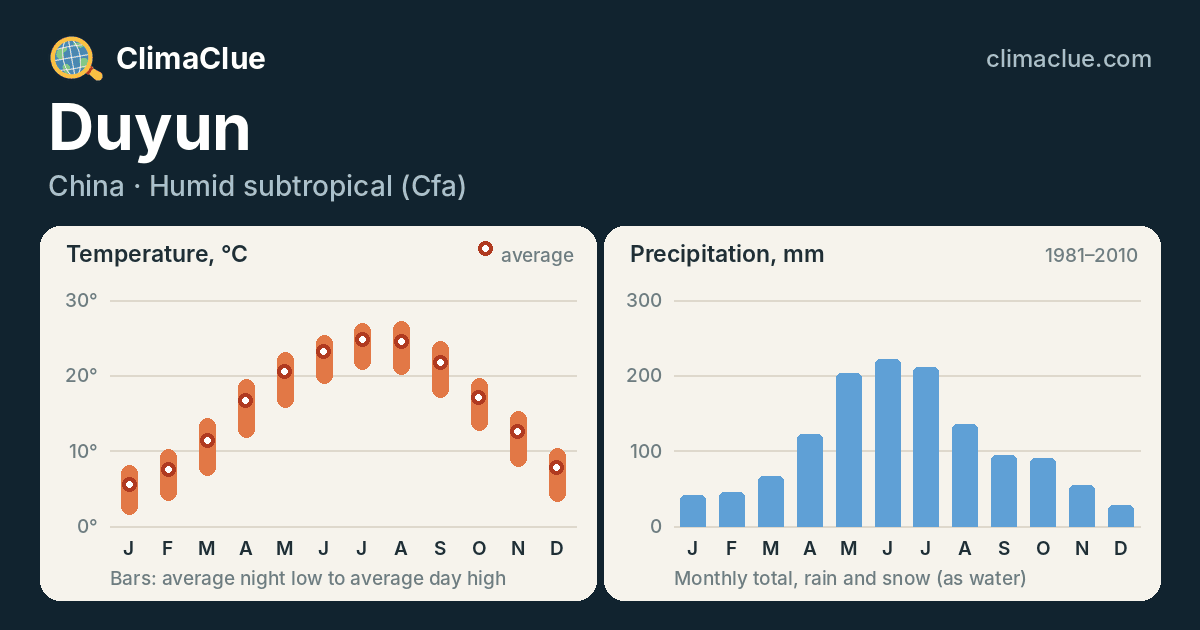 ClimaClue
climaclue.com
Duyun
China · Humid subtropical (Cfa)
Temperature, °C
average
30°
20°
10°
0°
J F M A M J J A S O N D
Bars: average night low to average day high
Precipitation, mm
1981–2010
300
200
100
0
J F M A M J J A S O N D
Monthly total, rain and snow (as water)